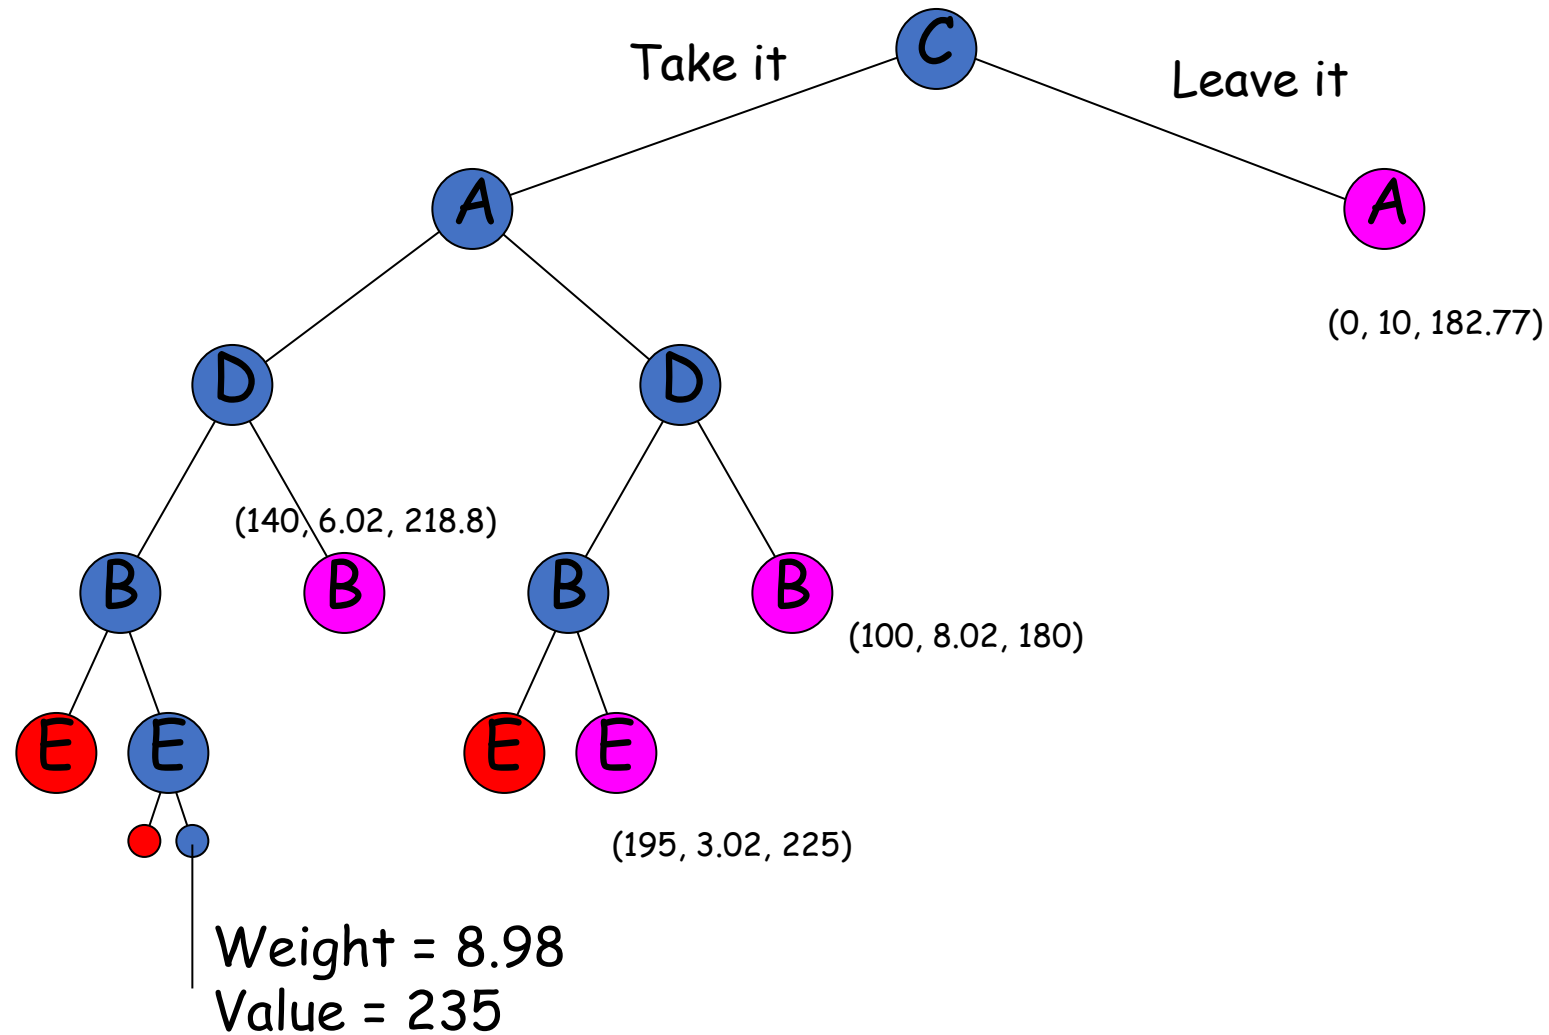 C
Take it
Leave it
A
A
(0, 10, 182.77)
D
D
(140, 6.02, 218.8)
B
B
B
B
(100, 8.02, 180)
E
E
E
E
(195, 3.02, 225)
Weight = 8.98
Value = 235